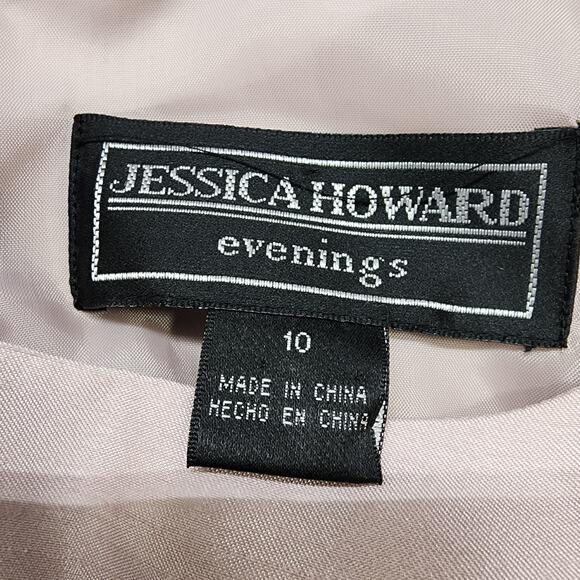 JESSICA HOWARD
evenings
10
MADE IN CHINA
HECHO EN CHINA